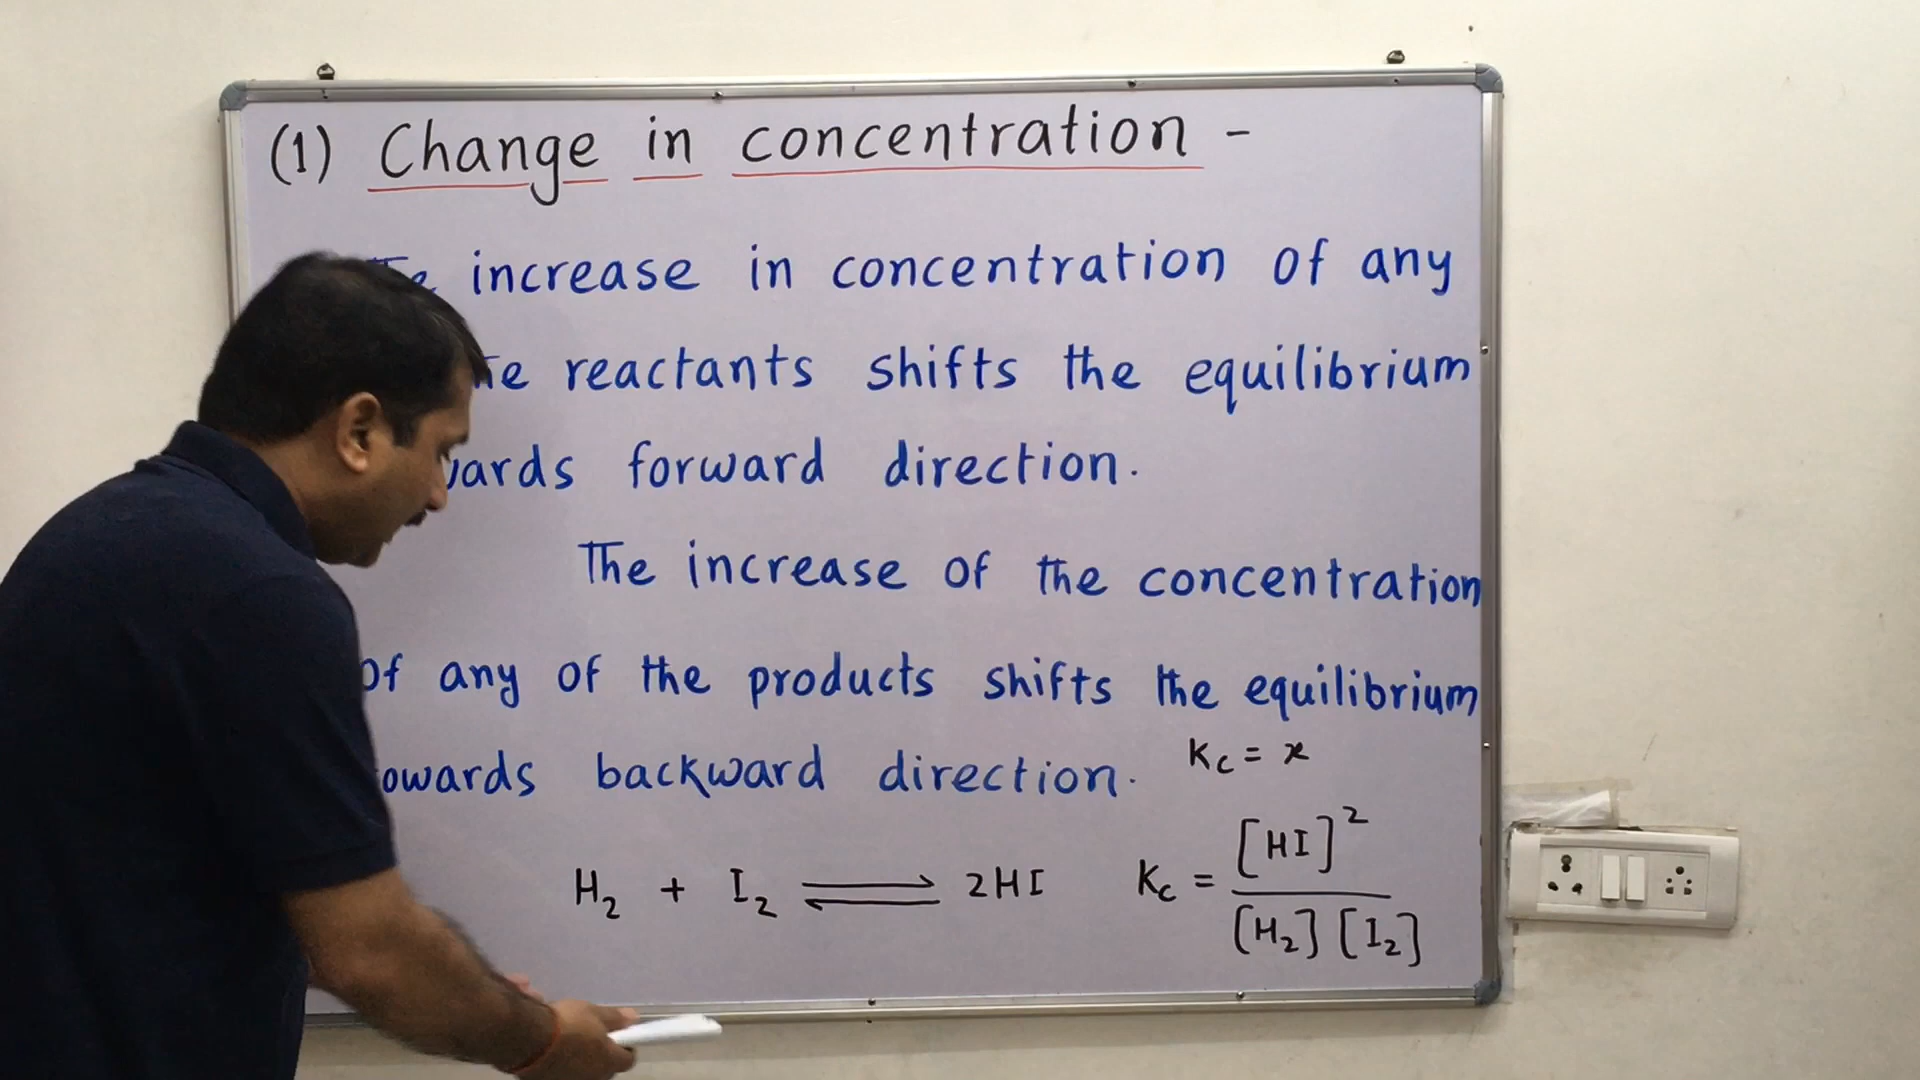 (1) Change in concentration -
increase in concentration of any
reactants shifts the equilibrium
forward direction.
The increase of the concentration
of any of the products shifts the equilibrium
owards backward direction. Kc = x
H₂ + I₂ ⇌ 2HI Kc = [HI]² / [H₂] [I₂]